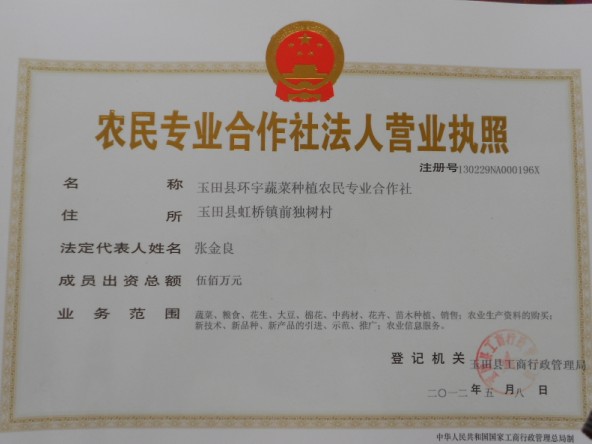 农民专业合作社法人营业执照
注册号130229NA000196X
名称 玉田县环宇蔬菜种植农民专业合作社
住所 玉田县虹桥镇前独树村
法定代表人姓名 张金良
成员出资总额 伍佰万元
业务范围 蔬菜、粮食、花生、大豆、棉花、中药材、花卉、苗木种植、销售;农业生产资料的购买;
新技术、新品种、新产品的引进、示范、推广;农业信息服务。
登记机关 玉田县工商行政管理局
二〇一二年五月八日
中华人民共和国国家工商行政管理总局制